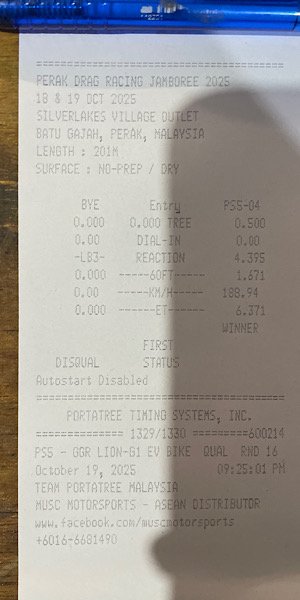 ==============================
PERAK DRAG RACING JAMBOREE 2025
18 & 19 OCT 2025
SILVERLAKES VILLAGE OUTLET
BATU GAJAH, PERAK, MALAYSIA
LENGTH : 201M
SURFACE : NO-PREP / DRY
BYE Entry PS5-04
0.000 0.000 TREE 0.500
0.00 DIAL-IN 0.00
-LB3- REACTION 4.395
0.000 -----60FT------ 1.671
0.00 -----KM/H------ 188.94
0.000 ------ET------ 6.371
WINNER
FIRST
DISQUAL STATUS
Autostart Disabled
==============================
PORTATREE TIMING SYSTEMS, INC.
============= 1329/1330 =========600214
PS5 - GGR LION-G1 EV BIKE QUAL RND 16
October 19, 2025 09:25:01 PM
TEAM PORTATREE MALAYSIA
MUSC MOTORSPORTS - ASEAN DISTRIBUTOR
www.facebook.com/muscmotorsports
+6016-6681490